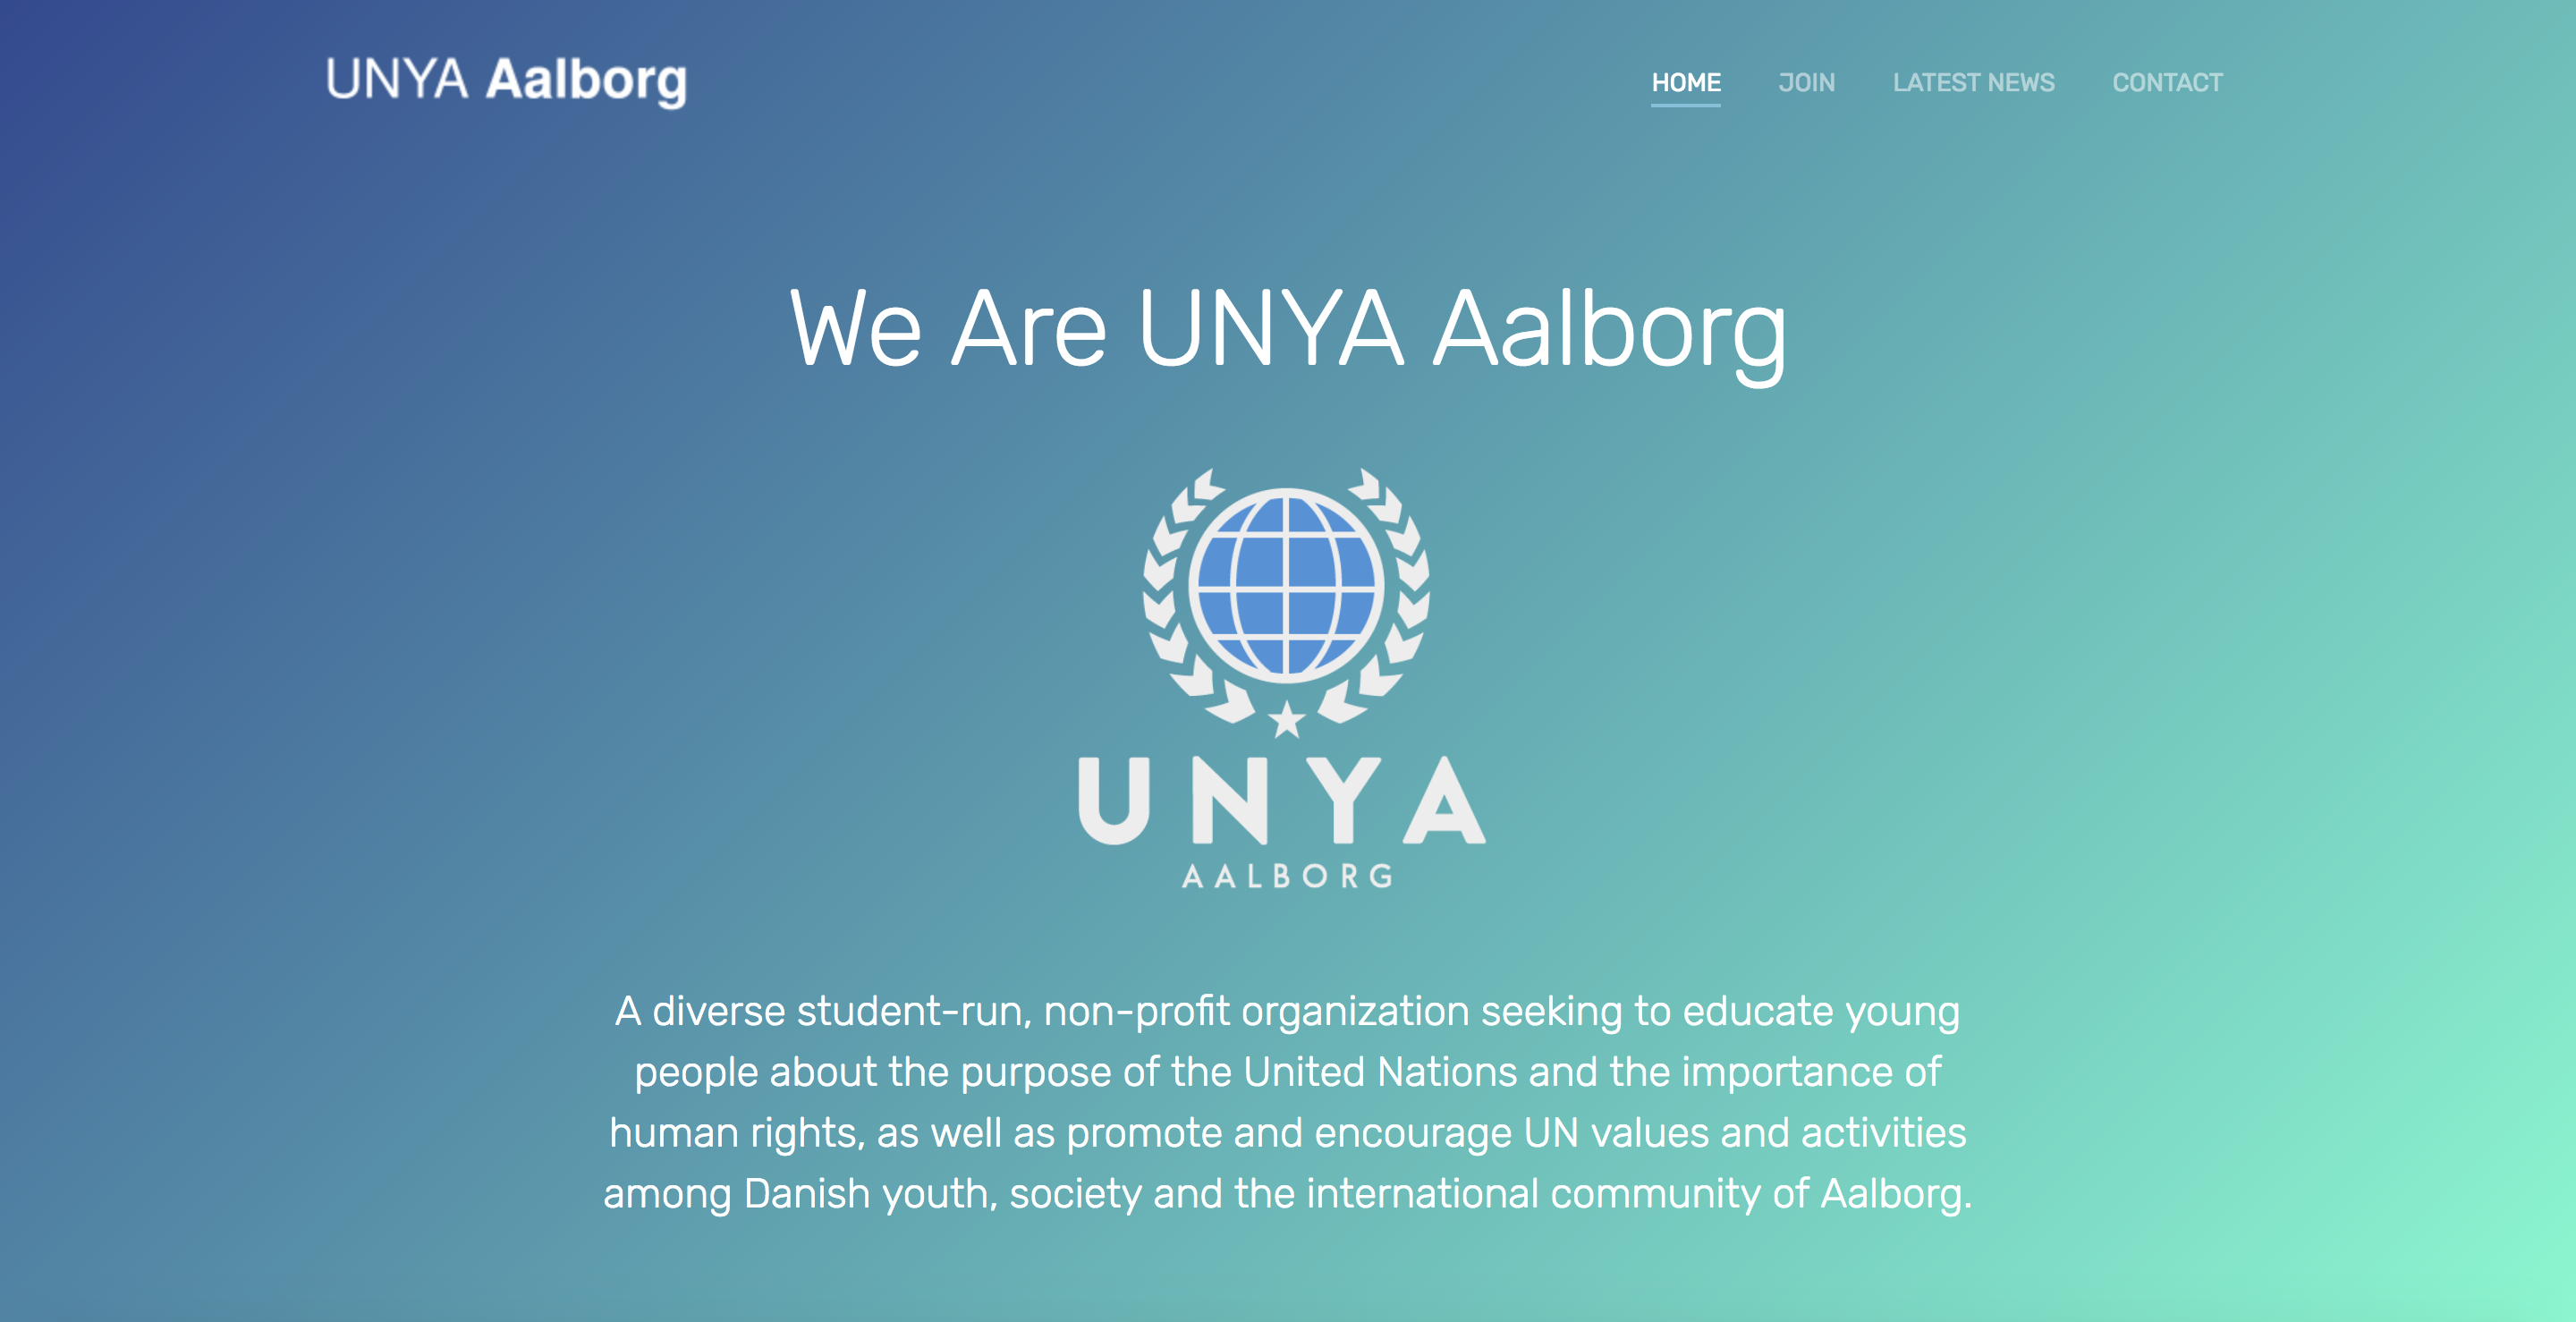 UNYA Aalborg
HOME JOIN LATEST NEWS CONTACT
We Are UNYA Aalborg
UNYA
AALBORG
A diverse student-run, non-profit organization seeking to educate young
people about the purpose of the United Nations and the importance of
human rights, as well as promote and encourage UN values and activities
among Danish youth, society and the international community of Aalborg.